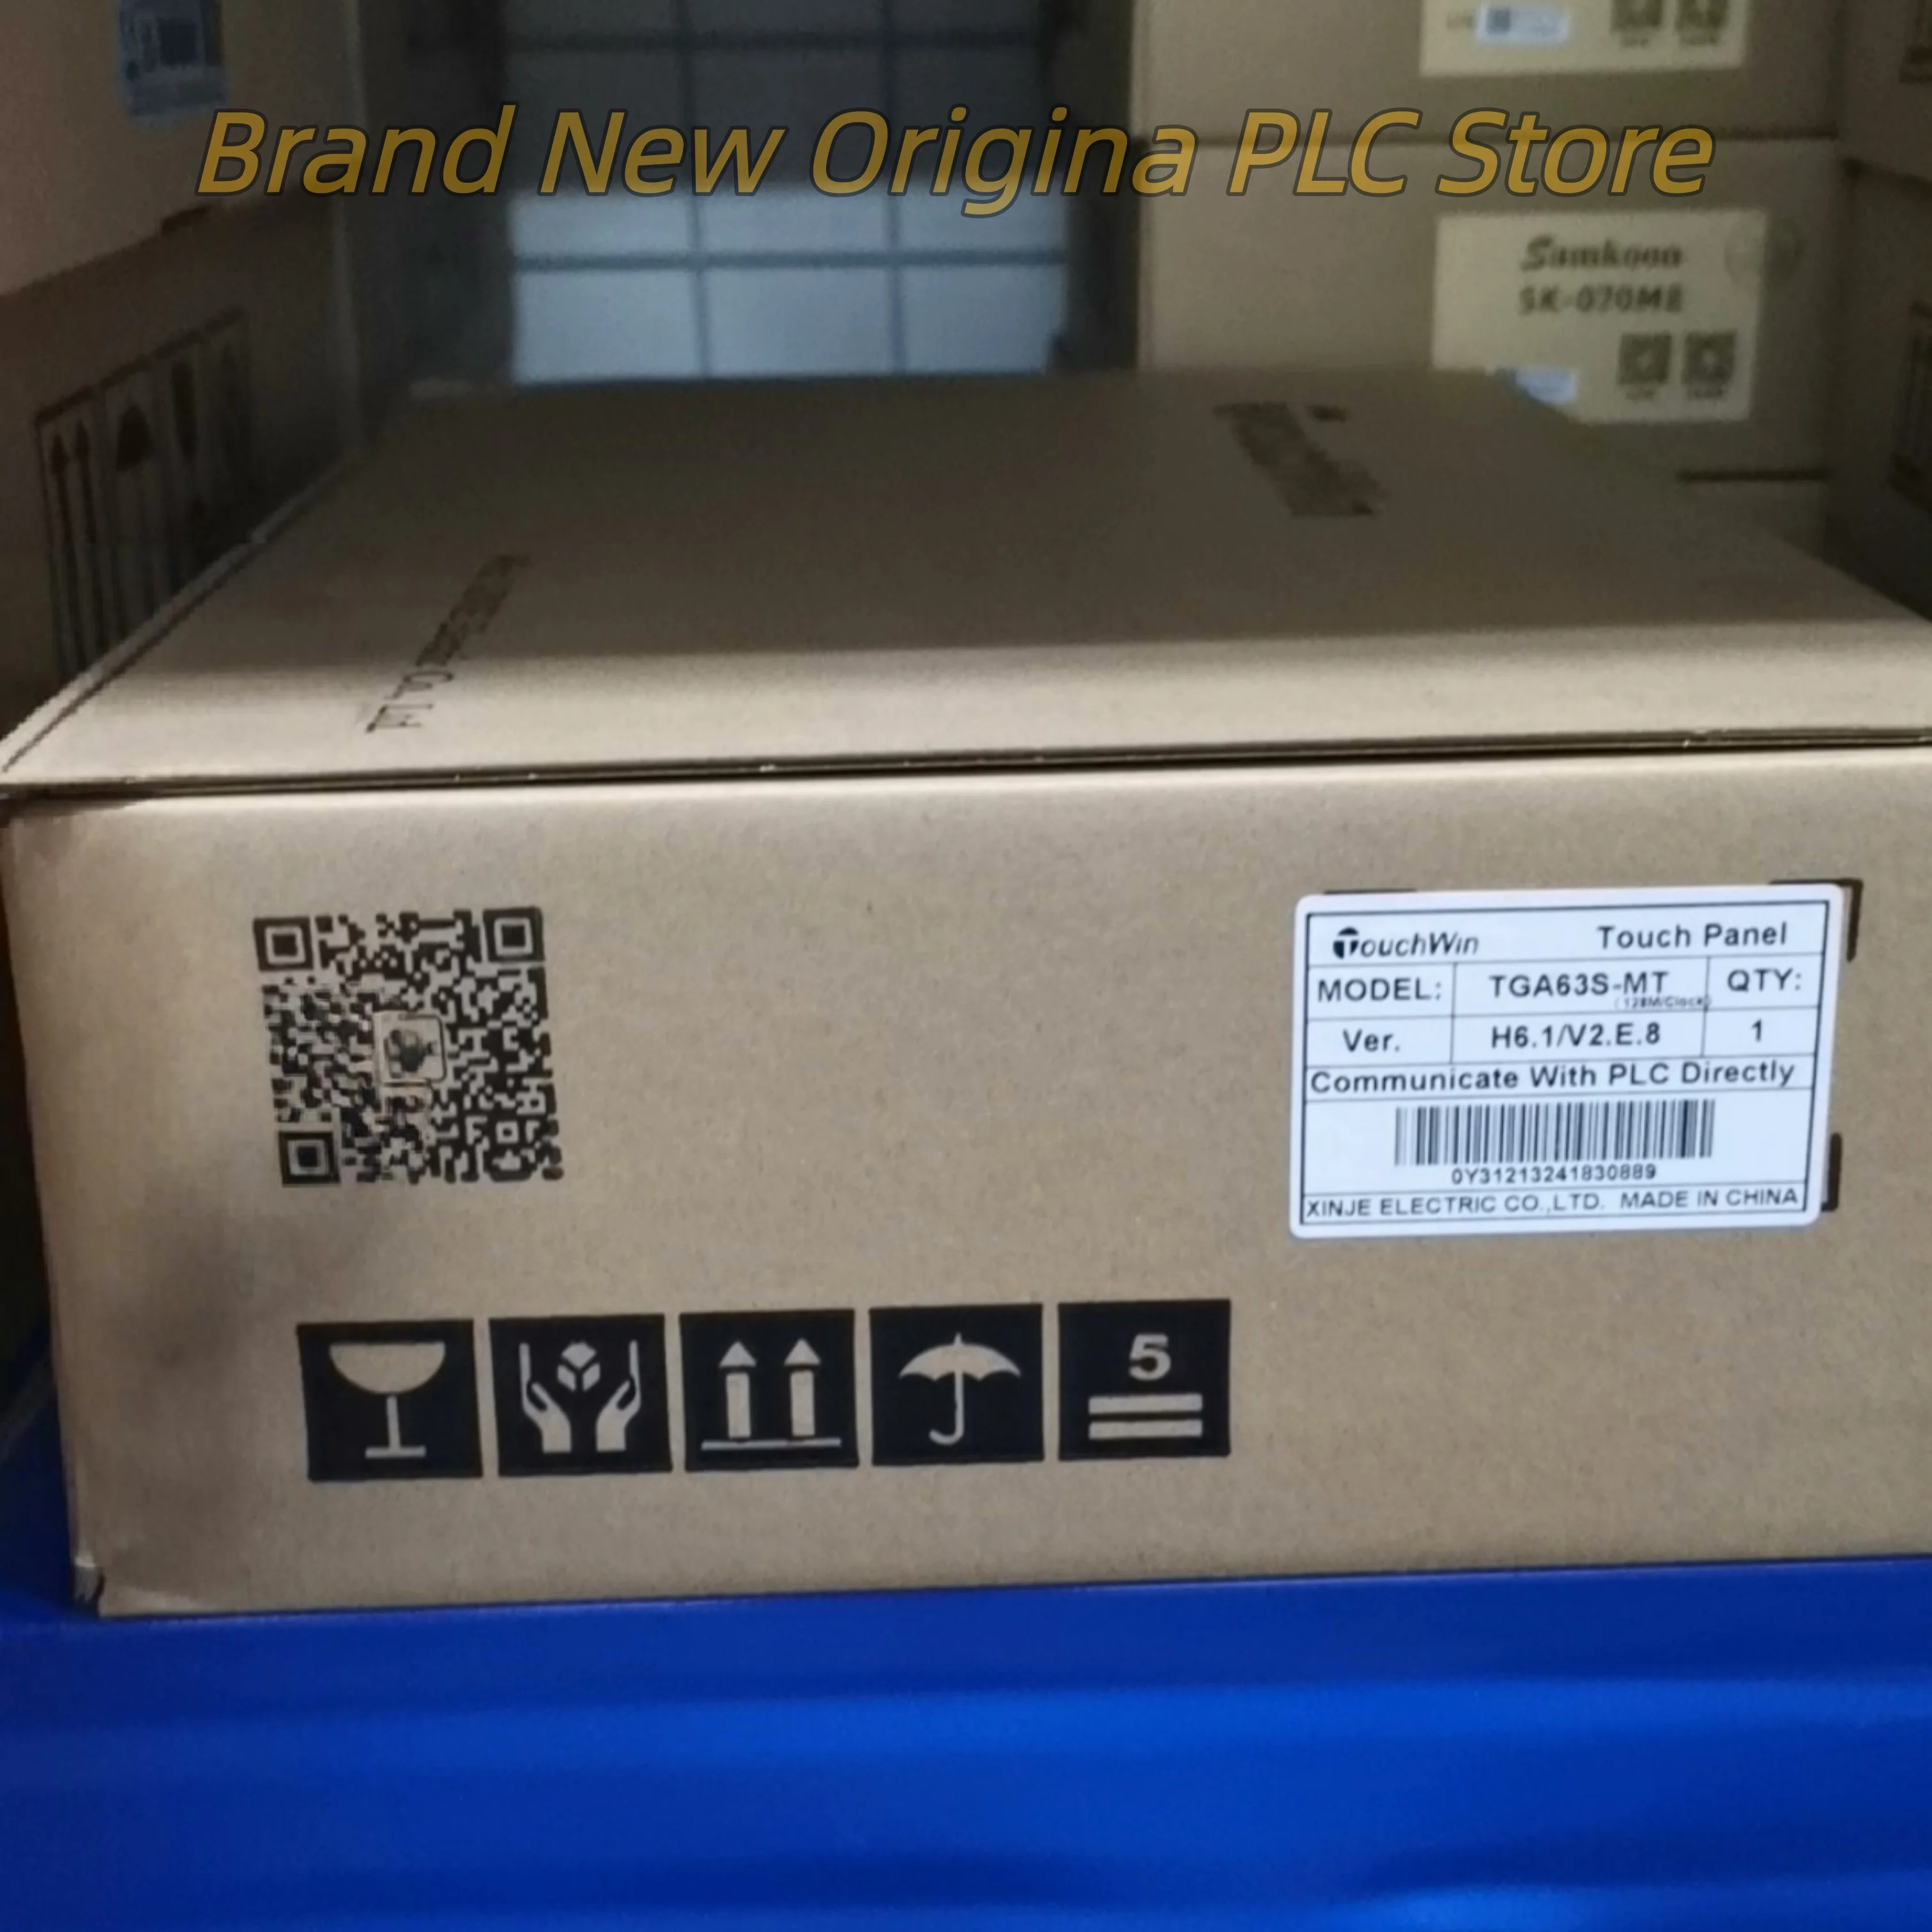 Brand New Origina PLC Store
Samkoon
SK-070ME
TouchWin Touch Panel
MODEL: TGA63S-MT QTY:
(128M/Clock)
Ver. H6.1/V2.E.8 1
Communicate With PLC Directly
0Y31213241830889
XINJE ELECTRIC CO.,LTD. MADE IN CHINA
5